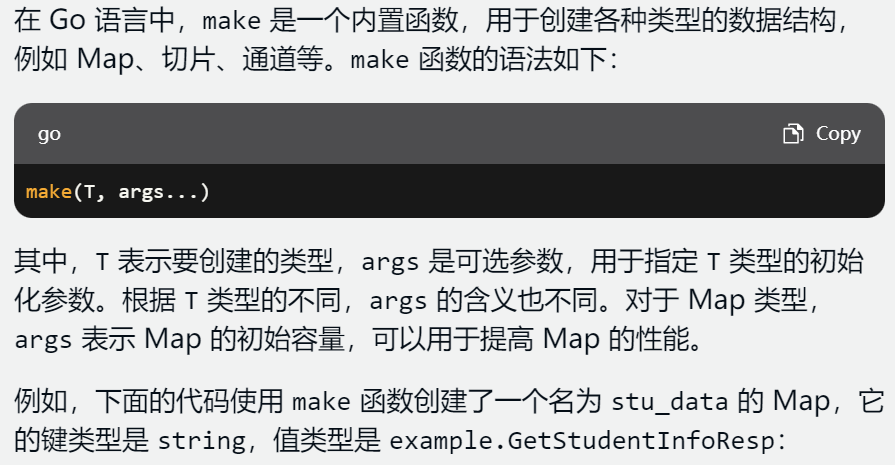 在 Go 语言中，make 是一个内置函数，用于创建各种类型的数据结构，
例如 Map、切片、通道等。make 函数的语法如下：
go
Copy
make(T, args...)
其中，T 表示要创建的类型，args 是可选参数，用于指定 T 类型的初始
化参数。根据 T 类型的不同，args 的含义也不同。对于 Map 类型，
args 表示 Map 的初始容量，可以用于提高 Map 的性能。
例如，下面的代码使用 make 函数创建了一个名为 stu_data 的 Map，它
的键类型是 string，值类型是 example.GetStudentInfoResp：